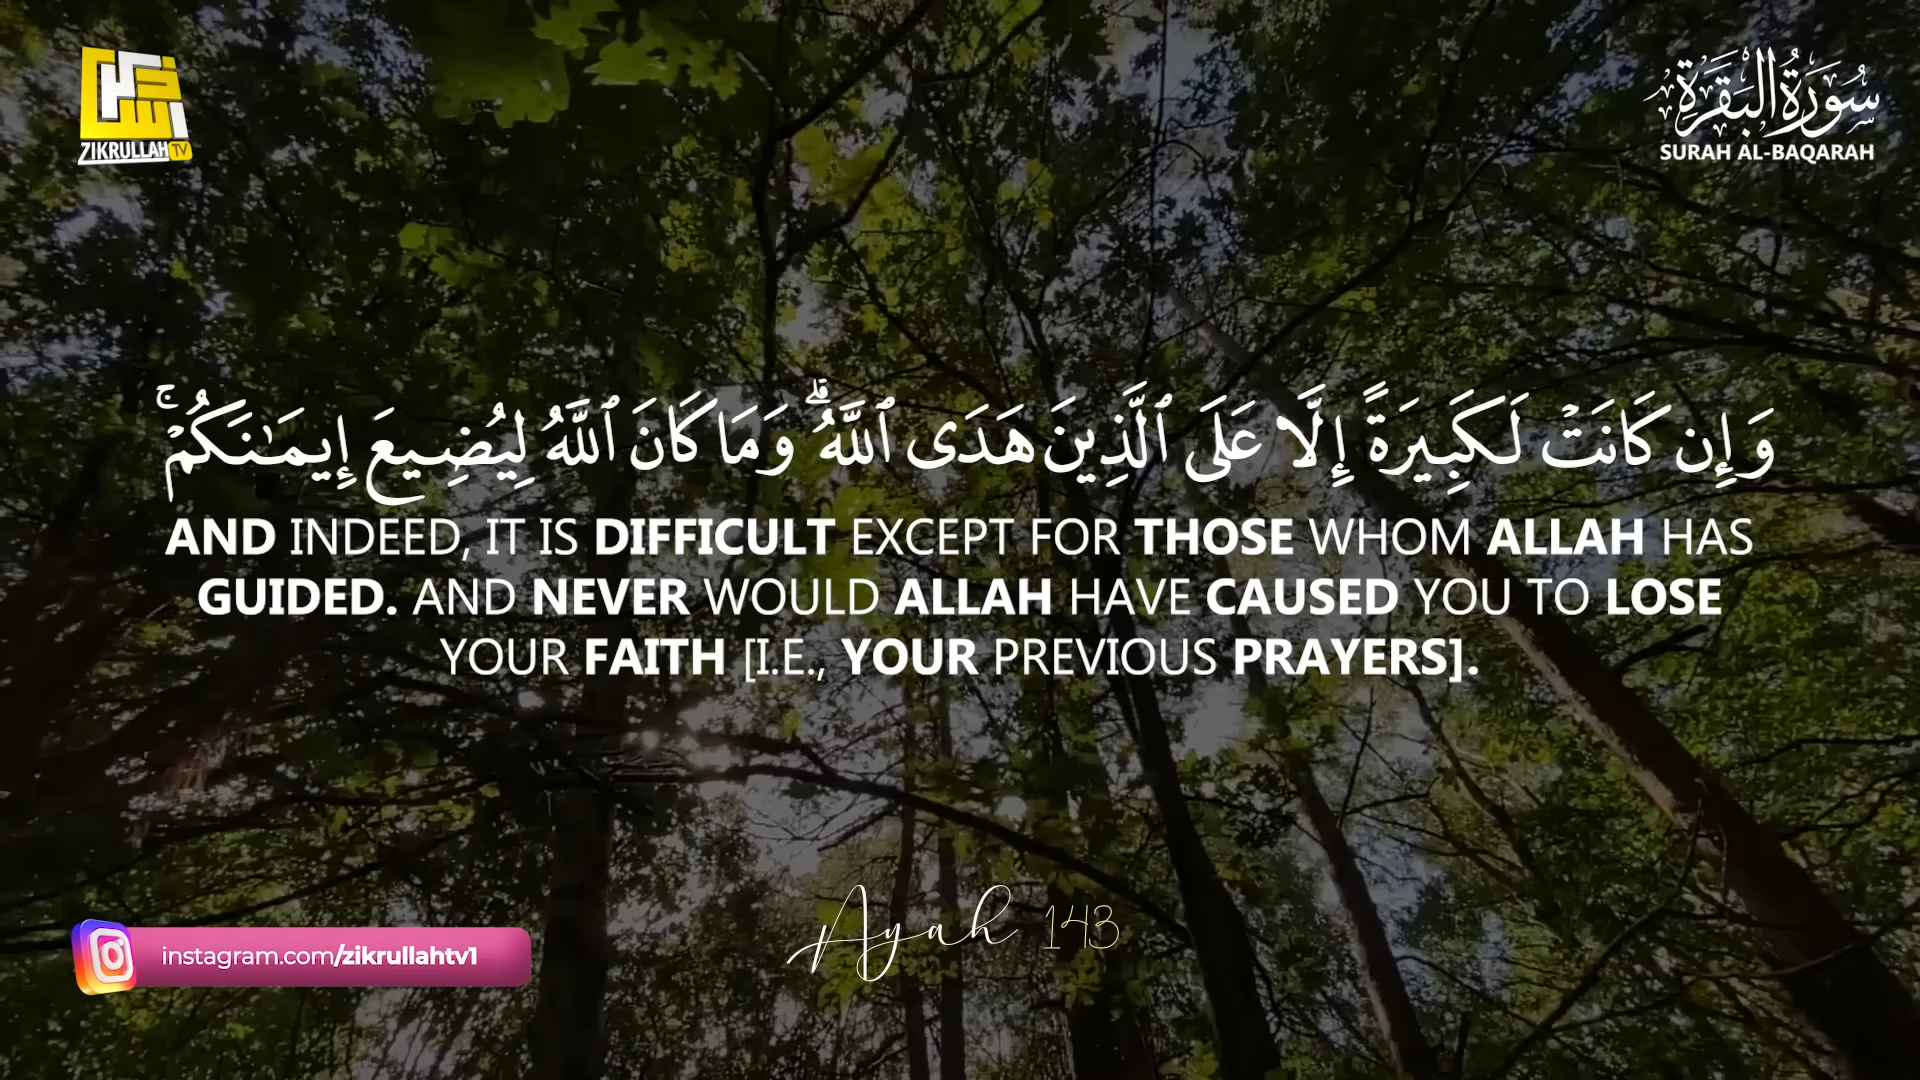 ذكر الله
ZIKRULLAH TV
سُورَةُ البَقَرَةِ
SURAH AL-BAQARAH
وَإِن كَانَتْ لَكَبِيرَةً إِلَّا عَلَى ٱلَّذِينَ هَدَى ٱللَّهُ ۗ وَمَا كَانَ ٱللَّهُ لِيُضِيعَ إِيمَـٰنَكُمْ ۚ
AND INDEED, IT IS DIFFICULT EXCEPT FOR THOSE WHOM ALLAH HAS
GUIDED. AND NEVER WOULD ALLAH HAVE CAUSED YOU TO LOSE
YOUR FAITH [I.E., YOUR PREVIOUS PRAYERS].
Ayah 143
instagram.com/zikrullahtv1